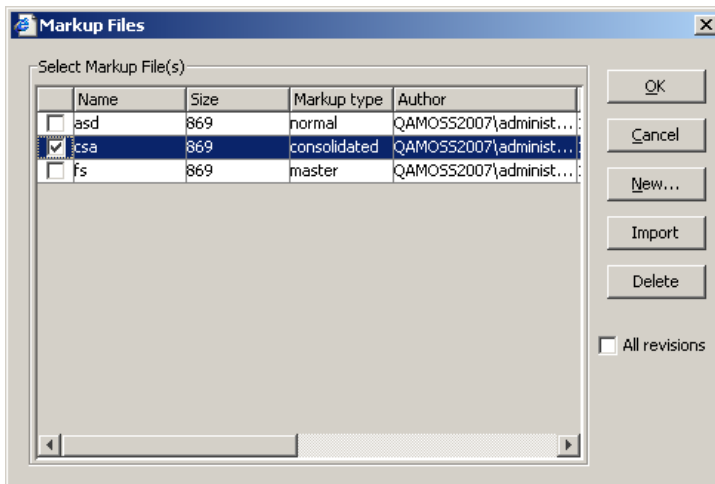 Markup Files
Select Markup File(s)
Name Size Markup type Author
asd 869 normal QAMOSS2007\administ...
csa 869 consolidated QAMOSS2007\administ...
fs 869 master QAMOSS2007\administ...
OK
Cancel
New...
Import
Delete
All revisions